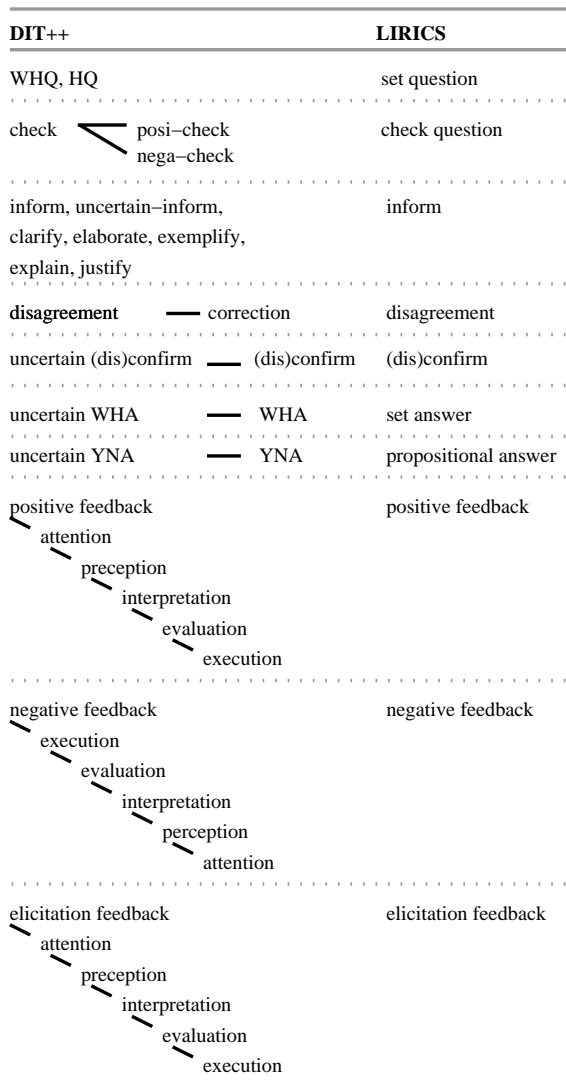 DIT++ LIRICS
WHQ, HQ set question
check posi−check check question
nega−check
inform, uncertain−inform, inform
clarify, elaborate, exemplify,
explain, justify
disagreement correction disagreement
uncertain (dis)confirm (dis)confirm (dis)confirm
uncertain WHA WHA set answer
uncertain YNA YNA propositional answer
positive feedback positive feedback
attention
preception
interpretation
evaluation
execution
negative feedback negative feedback
execution
evaluation
interpretation
perception
attention
elicitation feedback elicitation feedback
attention
preception
interpretation
evaluation
execution